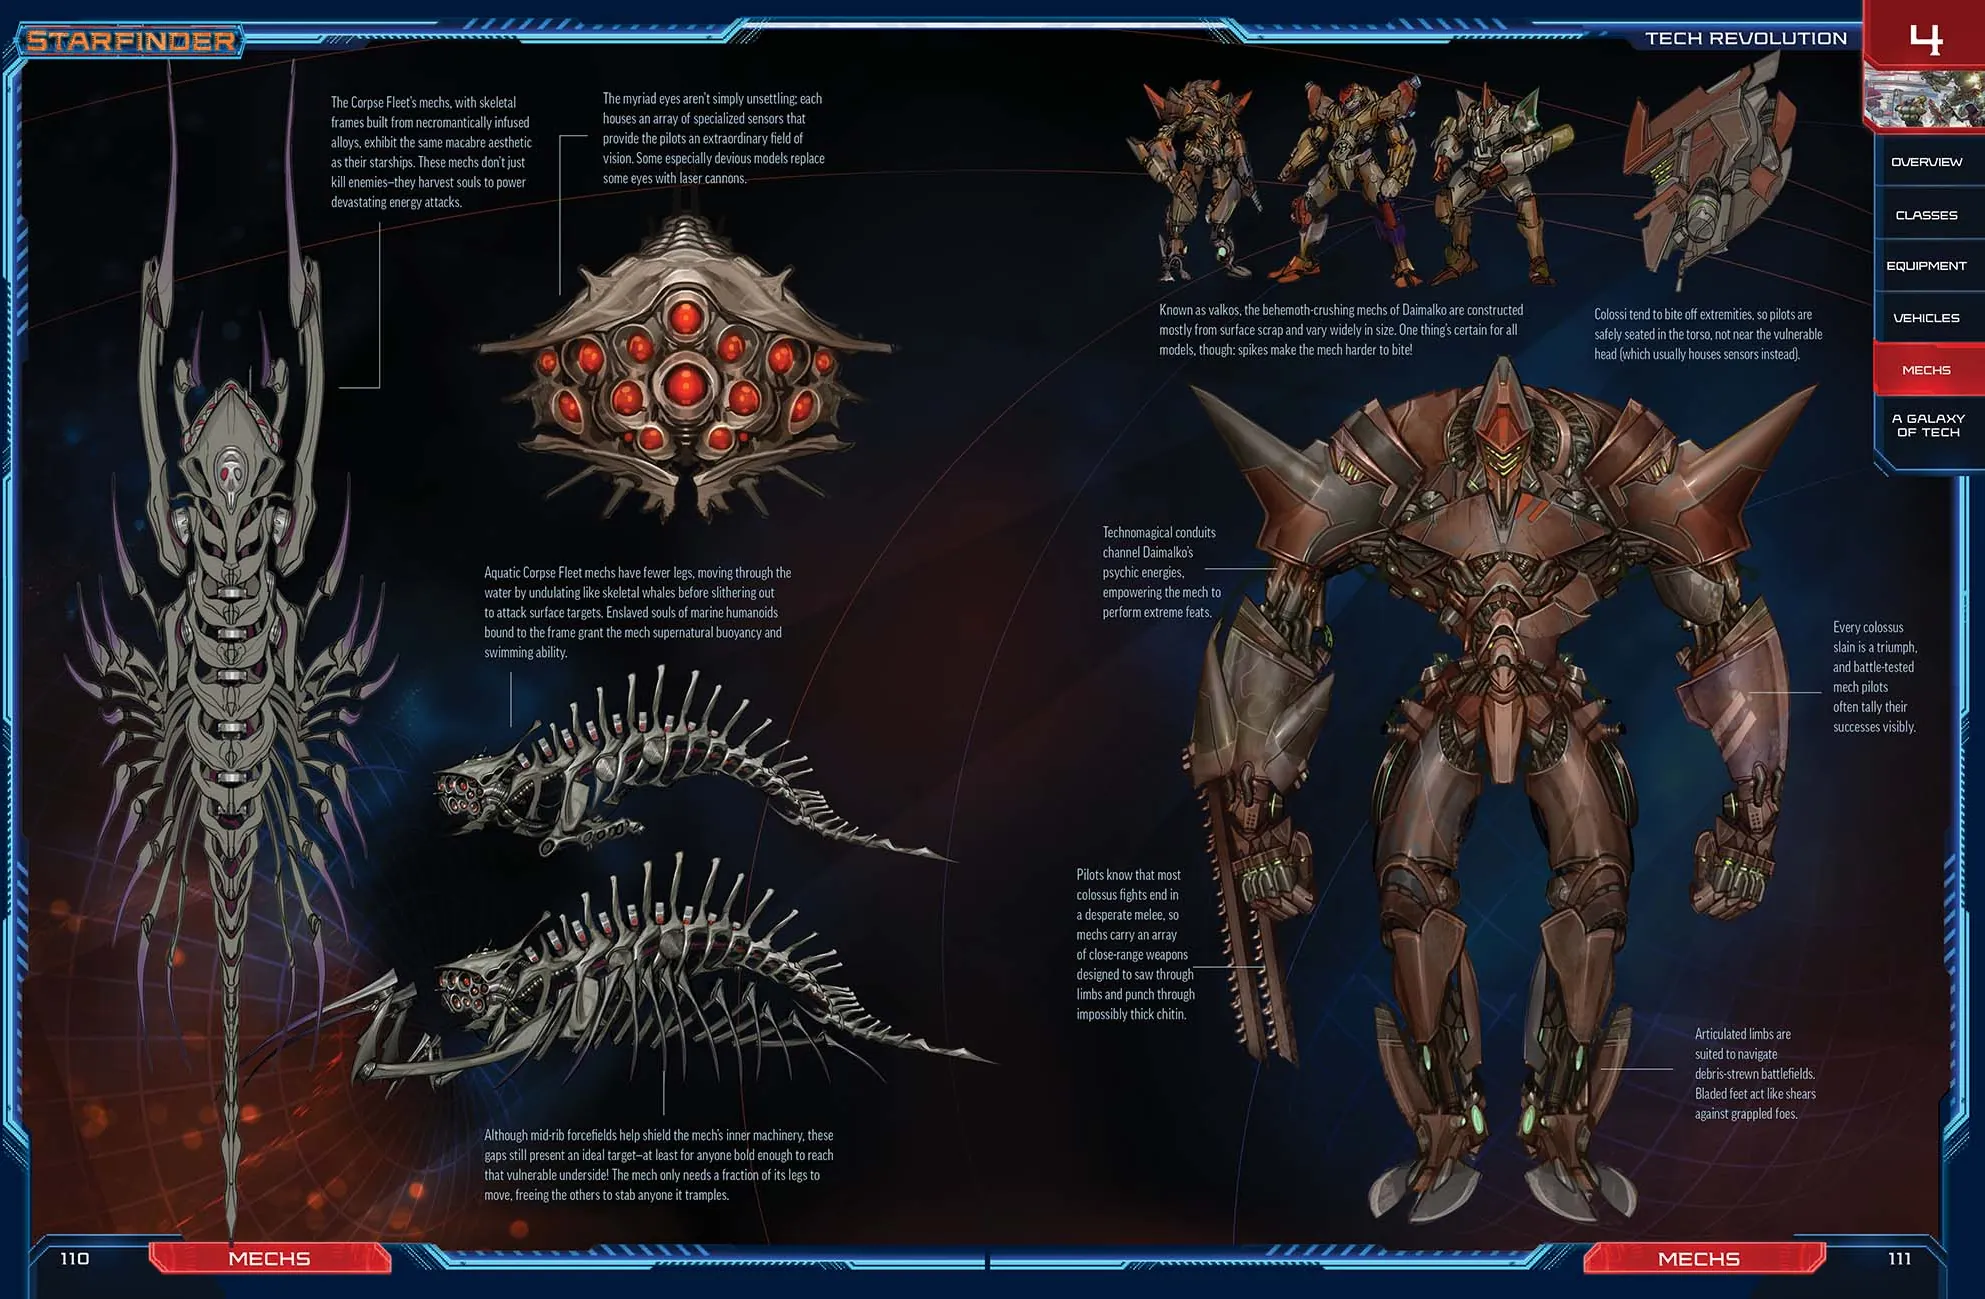 STARFINDER
The Corpse Fleet's mechs, with skeletal
frames built from necromantically infused
alloys, exhibit the same macabre aesthetic
as their starships. These mechs don't just
kill enemies—they harvest souls to power
devastating energy attacks.
The myriad eyes aren't simply unsettling; each
houses an array of specialized sensors that
provide the pilots an extraordinary field of
vision. Some especially devious models replace
some eyes with laser cannons.
Aquatic Corpse Fleet mechs have fewer legs, moving through the
water by undulating like skeletal whales before slithering out
to attack surface targets. Enslaved souls of marine humanoids
bound to the frame grant the mech supernatural buoyancy and
swimming ability.
Although mid-rib forcefields help shield the mech's inner machinery, these
gaps still present an ideal target—at least for anyone bold enough to reach
that vulnerable underside! The mech only needs a fraction of its legs to
move, freeing the others to stab anyone it tramples.
110
MECHS
TECH REVOLUTION
4
Known as valkos, the behemoth-crushing mechs of Daimalko are constructed
mostly from surface scrap and vary widely in size. One thing's certain for all
models, though: spikes make the mech harder to bite!
Colossi tend to bite off extremities, so pilots are
safely seated in the torso, not near the vulnerable
head (which usually houses sensors instead).
Technomagical conduits
channel Daimalko's
psychic energies,
empowering the mech to
perform extreme feats.
Every colossus
slain is a triumph,
and battle-tested
mech pilots
often tally their
successes visibly.
Pilots know that most
colossus fights end in
a desperate melee, so
mechs carry an array
of close-range weapons
designed to saw through
limbs and punch through
impossibly thick chitin.
Articulated limbs are
suited to navigate
debris-strewn battlefields.
Bladed feet act like shears
against grappled foes.
OVERVIEW
CLASSES
EQUIPMENT
VEHICLES
MECHS
A GALAXY
OF TECH
MECHS
111